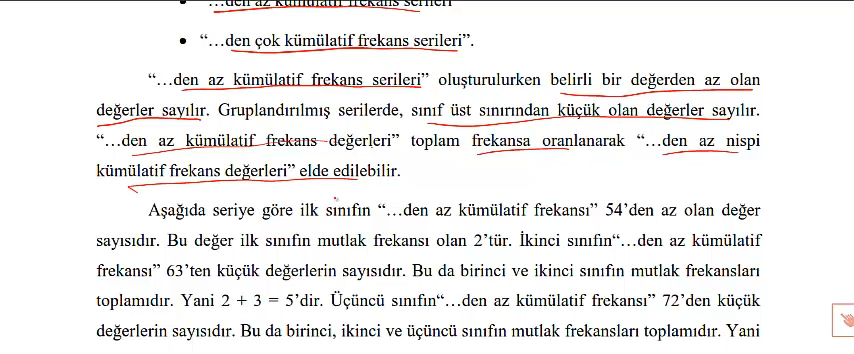 “…den az kümülatif frekans serileri”
“…den çok kümülatif frekans serileri”.
“…den az kümülatif frekans serileri” oluşturulurken belirli bir değerden az olan
değerler sayılır. Gruplandırılmış serilerde, sınıf üst sınırından küçük olan değerler sayılır.
“…den az kümülatif frekans değerleri” toplam frekansa oranlanarak “…den az nispi
kümülatif frekans değerleri” elde edilebilir.
Aşağıda seriye göre ilk sınıfın “…den az kümülatif frekansı” 54’den az olan değer
sayısıdır. Bu değer ilk sınıfın mutlak frekansı olan 2’tür. İkinci sınıfın“…den az kümülatif
frekansı” 63’ten küçük değerlerin sayısıdır. Bu da birinci ve ikinci sınıfın mutlak frekansları
toplamıdır. Yani 2 + 3 = 5’dir. Üçüncü sınıfın“…den az kümülatif frekansı” 72’den küçük
değerlerin sayısıdır. Bu da birinci, ikinci ve üçüncü sınıfın mutlak frekansları toplamıdır. Yani